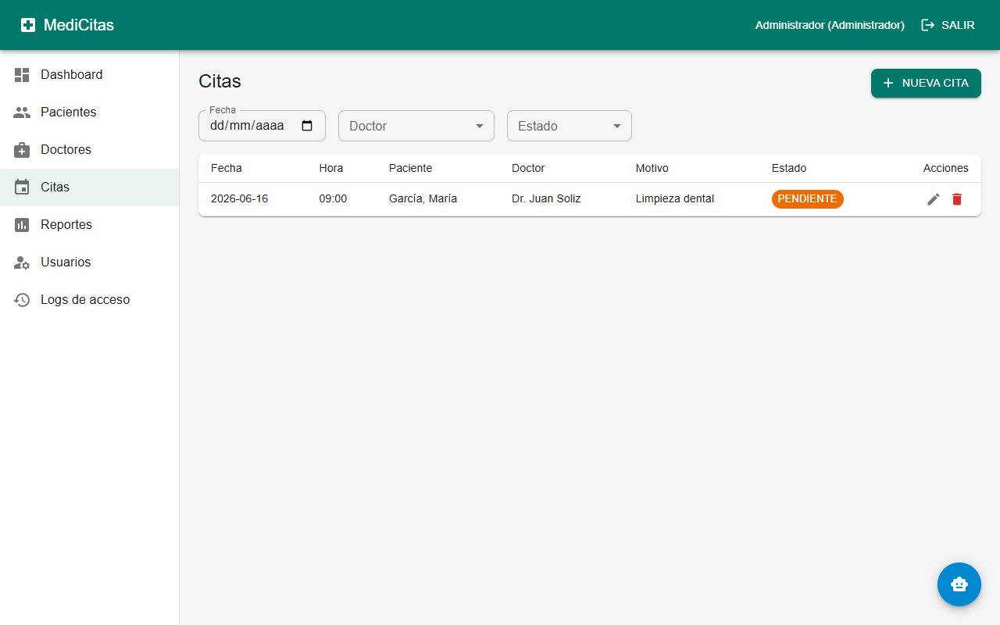 MediCitas
Administrador (Administrador) SALIR
Dashboard
Pacientes
Doctores
Citas
Reportes
Usuarios
Logs de acceso
Citas
+ NUEVA CITA
Fecha
dd/mm/aaaa Doctor Estado
Fecha Hora Paciente Doctor Motivo Estado Acciones
2026-06-16 09:00 García, María Dr. Juan Soliz Limpieza dental PENDIENTE